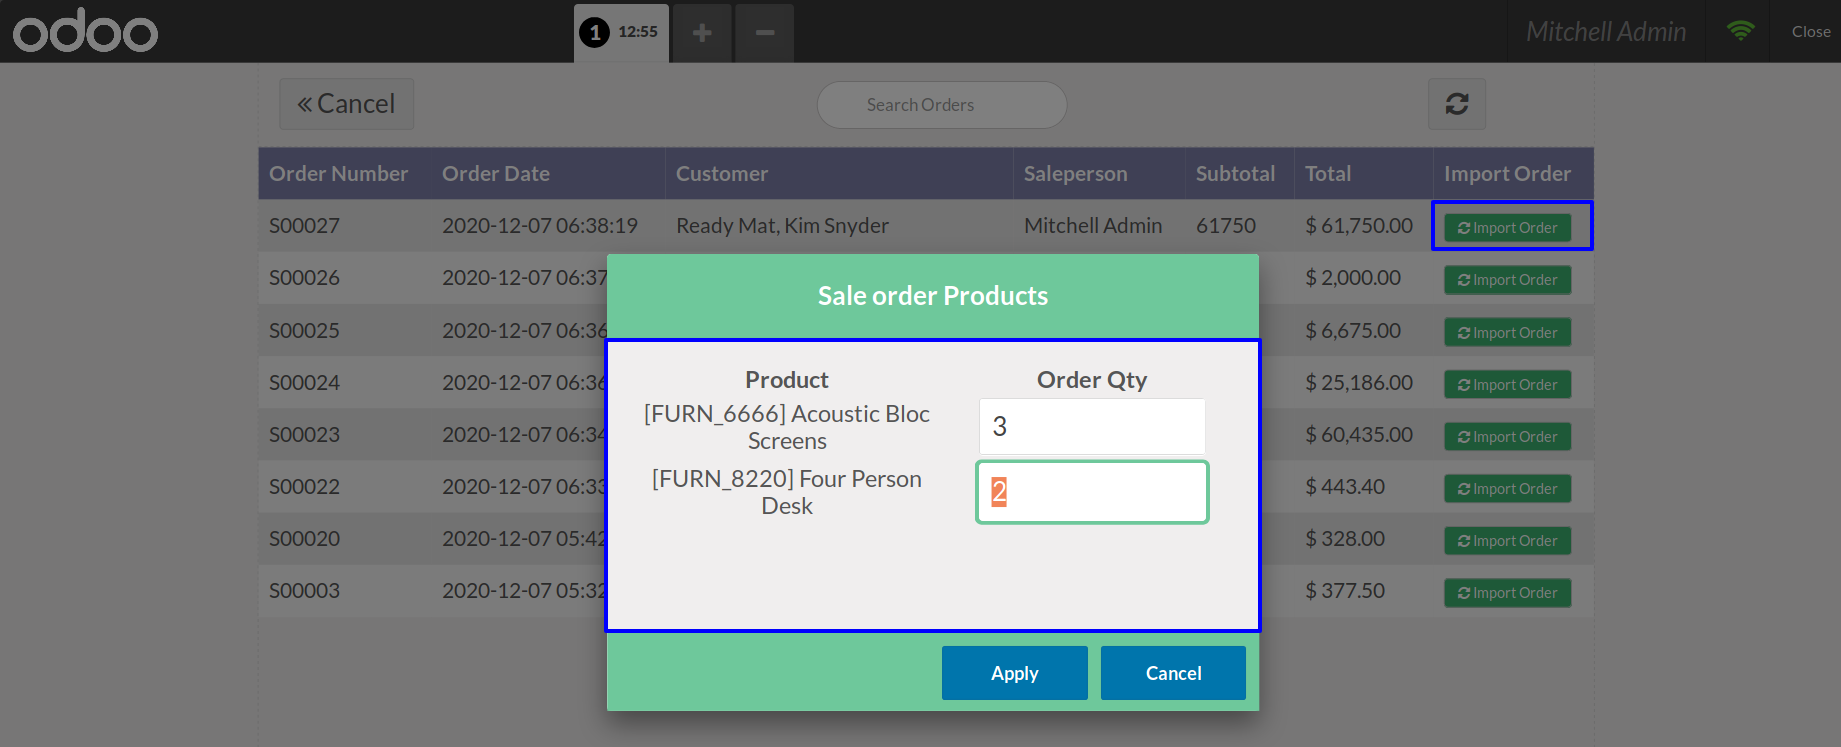 odoo
1 12:55
Mitchell Admin
Close
Cancel
Search Orders
Order Number Order Date Customer Saleperson Subtotal Total Import Order
S00027 2020-12-07 06:38:19 Ready Mat, Kim Snyder Mitchell Admin 61750 $ 61,750.00 Import Order
S00026 2020-12-07 06:37 $ 2,000.00 Import Order
S00025 2020-12-07 06:36 $ 6,675.00 Import Order
S00024 2020-12-07 06:36 $ 25,186.00 Import Order
S00023 2020-12-07 06:34 $ 60,435.00 Import Order
S00022 2020-12-07 06:33 $ 443.40 Import Order
S00020 2020-12-07 05:42 $ 328.00 Import Order
S00003 2020-12-07 05:32 $ 377.50 Import Order
Sale order Products
Product Order Qty
[FURN_6666] Acoustic Bloc
Screens
3
[FURN_8220] Four Person
Desk
2
Apply Cancel